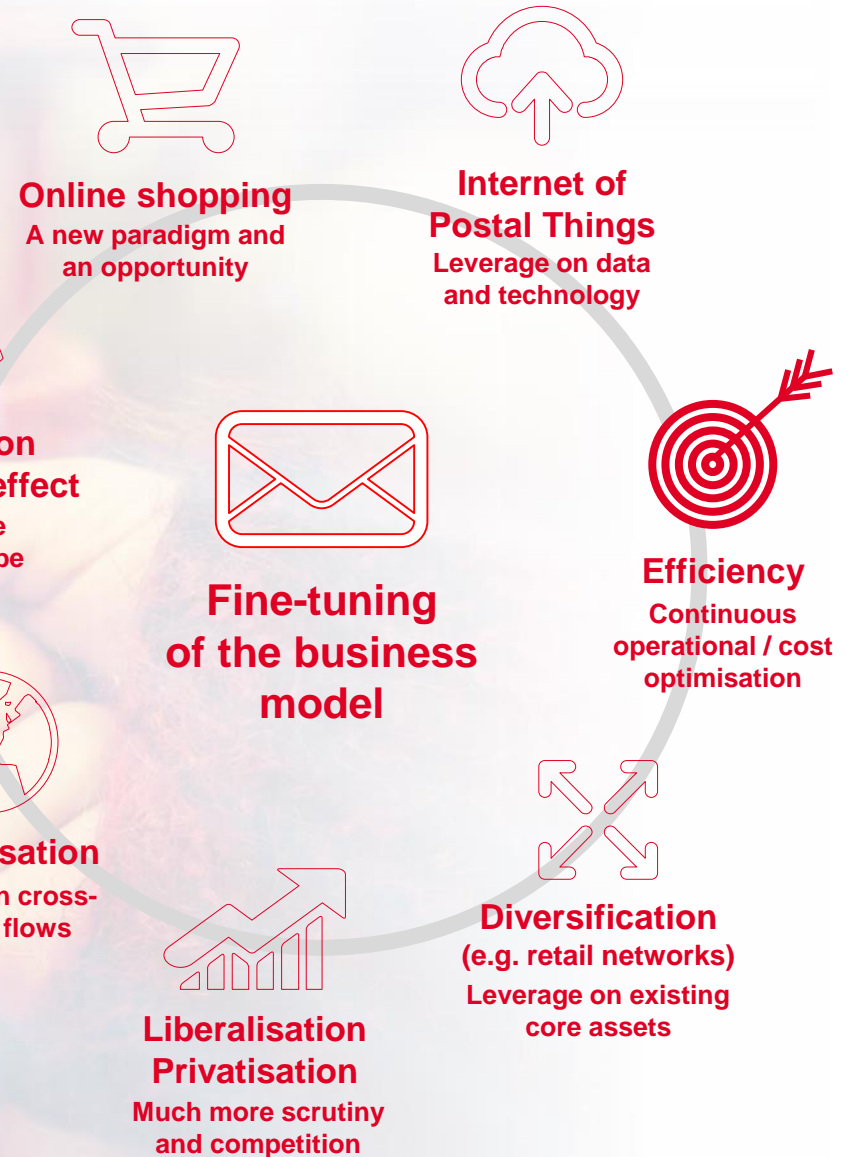 Online shopping
A new paradigm and
an opportunity
Internet of
Postal Things
Leverage on data
and technology
on
effect
Fine-tuning
of the business
model
Efficiency
Continuous
operational / cost
optimisation
sation
n cross-
flows
Diversification
(e.g. retail networks)
Leverage on existing
core assets
Liberalisation
Privatisation
Much more scrutiny
and competition